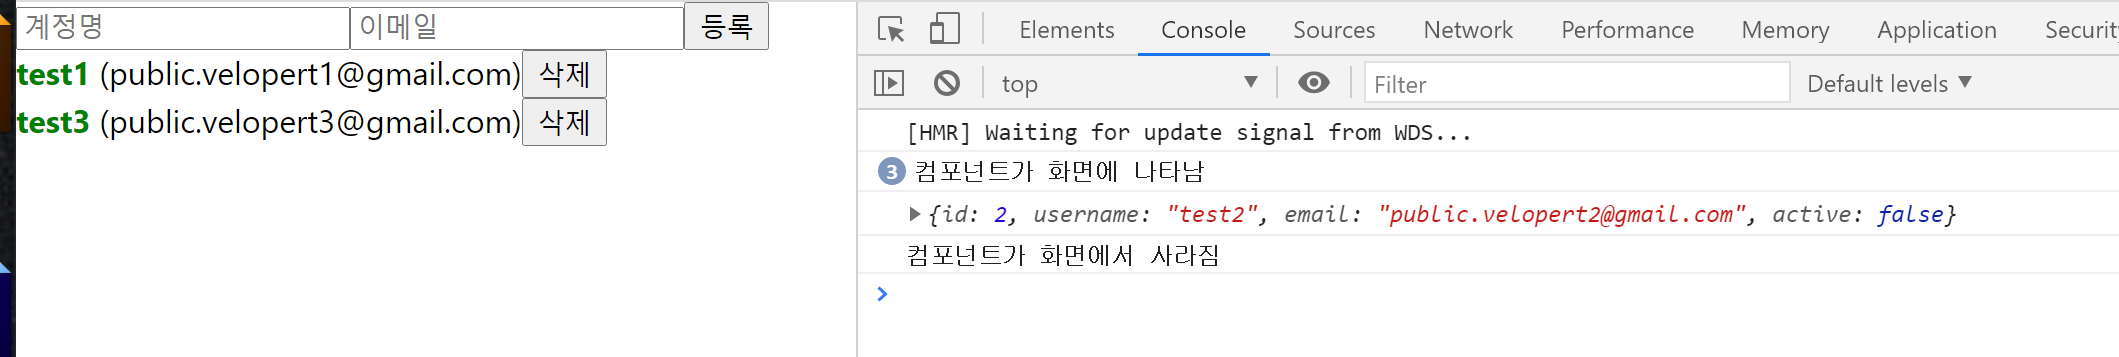 계정명 이메일 등록
test1 (public.velopert1@gmail.com) 삭제
test3 (public.velopert3@gmail.com) 삭제
Elements Console Sources Network Performance Memory Application Security
top Filter Default levels
[HMR] Waiting for update signal from WDS...
3 컴포넌트가 화면에 나타남
{id: 2, username: "test2", email: "public.velopert2@gmail.com", active: false}
컴포넌트가 화면에서 사라짐